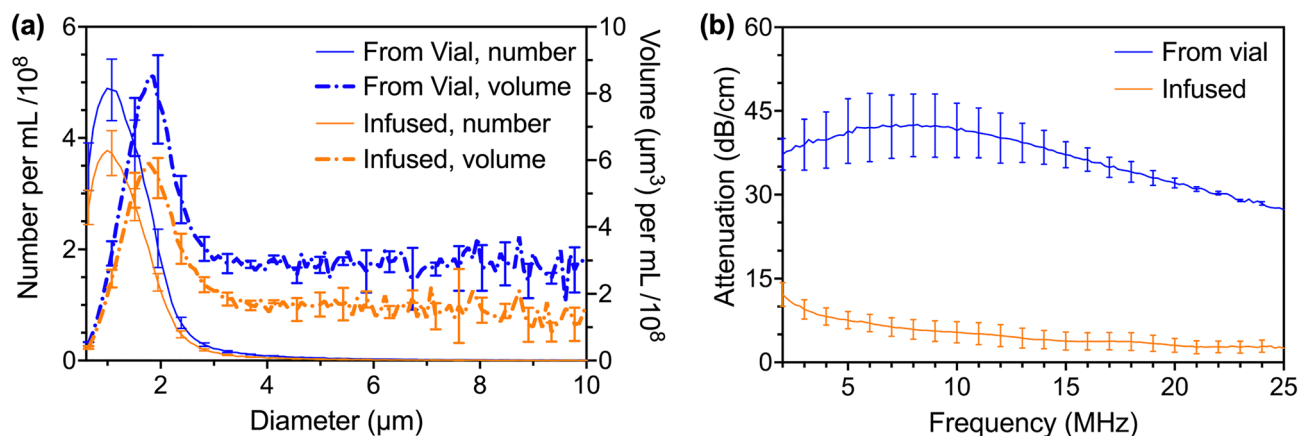 (a)
Number per mL /10⁸
6
4
2
0
From Vial, number
From Vial, volume
Infused, number
Infused, volume
10
8
6
4
2
0
Volume (µm³) per mL /10⁸
2 4 6 8 10
Diameter (µm)
(b)
Attenuation (dB/cm)
60
45
30
15
0
From vial
Infused
5 10 15 20 25
Frequency (MHz)